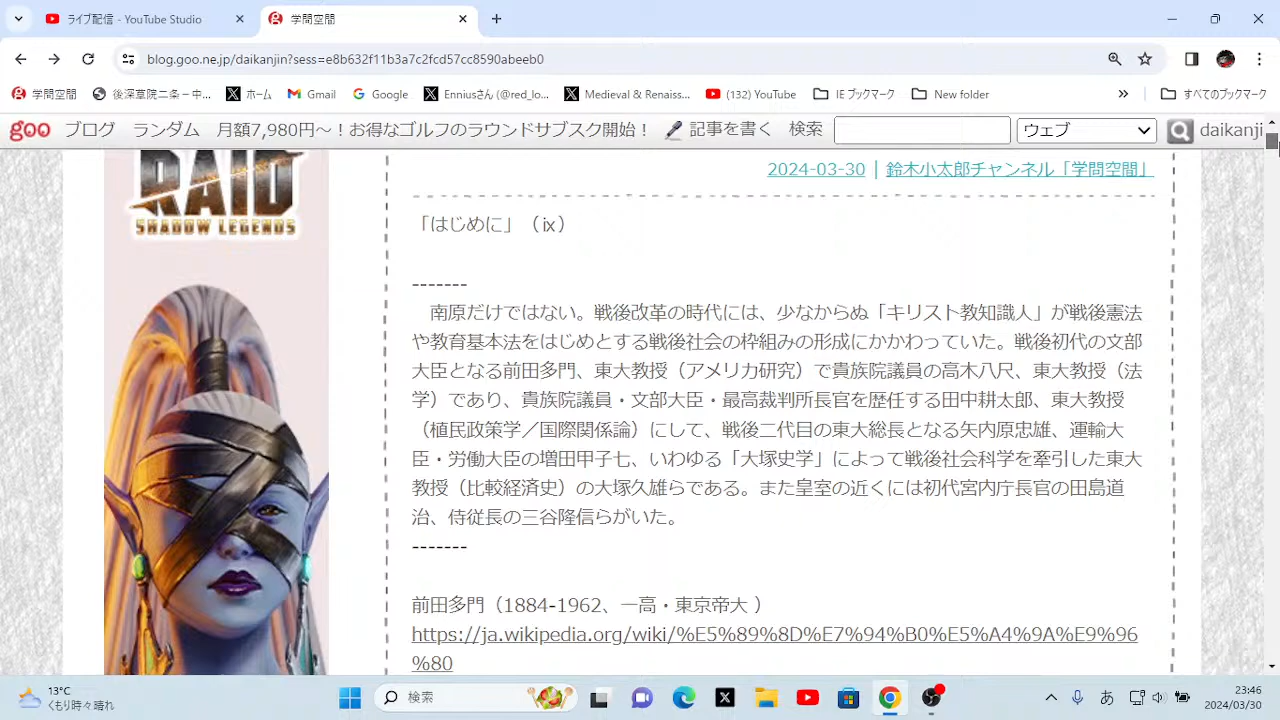 ライブ配信 - YouTube Studio
学問空間
blog.goo.ne.jp/daikanjin?sess=e8b632f11b3a7c2fcd57cc8590abeeb0
学問空間
後深草院二条－中...
ホーム
Gmail
Google
Enniusさん (@red_lo...
Medieval & Renaiss...
(132) YouTube
IE ブックマーク
New folder
»
すべてのブックマーク
goo ブログ ランダム 月額7,980円～！お得なゴルフのラウンドサブスク開始！ 記事を書く 検索 ウェブ daikanji
RAID
SHADOW LEGENDS
2024-03-30 | 鈴木小太郎チャンネル「学問空間」
「はじめに」（ⅸ）
-------
　南原だけではない。戦後改革の時代には、少なからぬ「キリスト教知識人」が戦後憲法
や教育基本法をはじめとする戦後社会の枠組みの形成にかかわっていた。戦後初代の文部
大臣となる前田多門、東大教授（アメリカ研究）で貴族院議員の高木八尺、東大教授（法
学）であり、貴族院議員・文部大臣・最高裁判所長官を歴任する田中耕太郎、東大教授
（植民政策学／国際関係論）にして、戦後二代目の東大総長となる矢内原忠雄、運輸大
臣・労働大臣の増田甲子七、いわゆる「大塚史学」によって戦後社会科学を牽引した東大
教授（比較経済史）の大塚久雄らである。また皇室の近くには初代宮内庁長官の田島道
治、侍従長の三谷隆信らがいた。
-------
前田多門（1884-1962、一高・東京帝大 ）
https://ja.wikipedia.org/wiki/%E5%89%8D%E7%94%B0%E5%A4%9A%E9%96
%80
13°C
くもり時々晴れ
検索
あ
23:46
2024/03/30